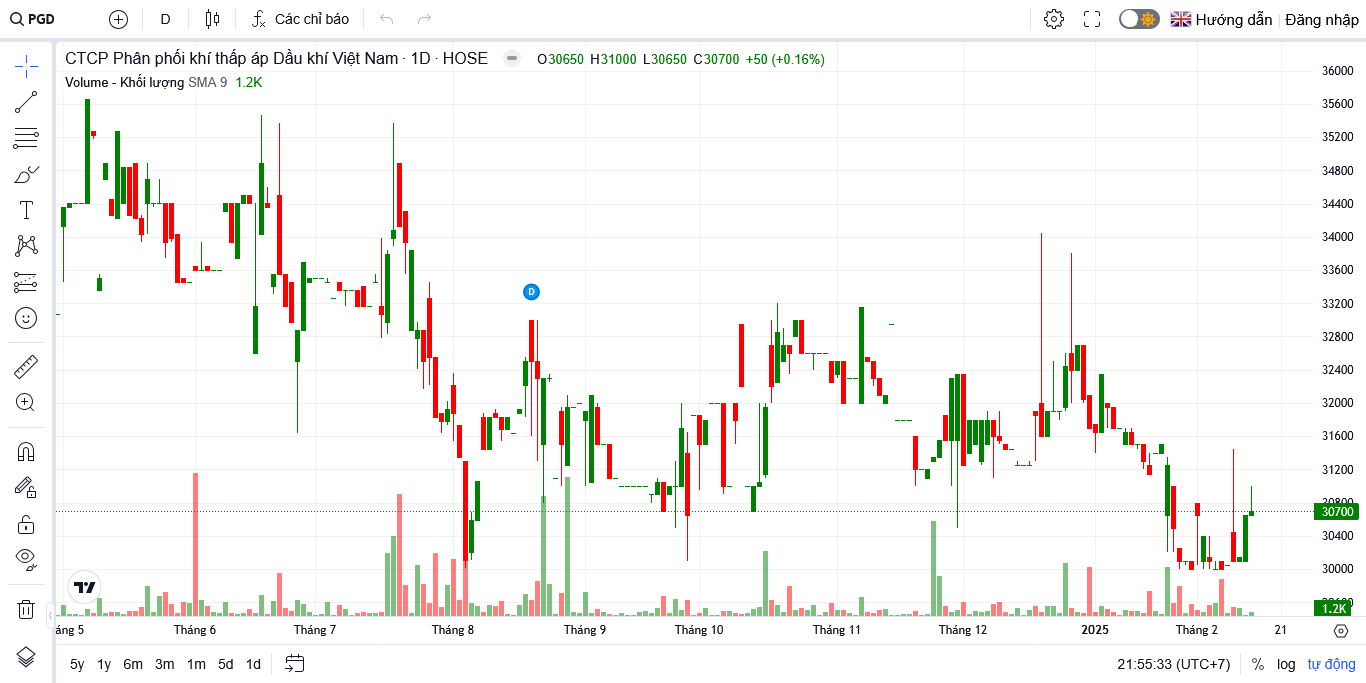 PGD D Các chỉ báo Hướng dẫn Đăng nhập
CTCP Phân phối khí thấp áp Dầu khí Việt Nam · 1D · HOSE O30650 H31000 L30650 C30700 +50 (+0.16%)
Volume - Khối lượng SMA 9 1.2K
36000
35600
35200
34800
34400
34000
33600
33200
32800
32400
32000
31600
31200
30800
30700
30400
30000
1.2K
D
áng 5 Tháng 6 Tháng 7 Tháng 8 Tháng 9 Tháng 10 Tháng 11 Tháng 12 2025 Tháng 2 21
5y 1y 6m 3m 1m 5d 1d 21:55:33 (UTC+7) % log tự động